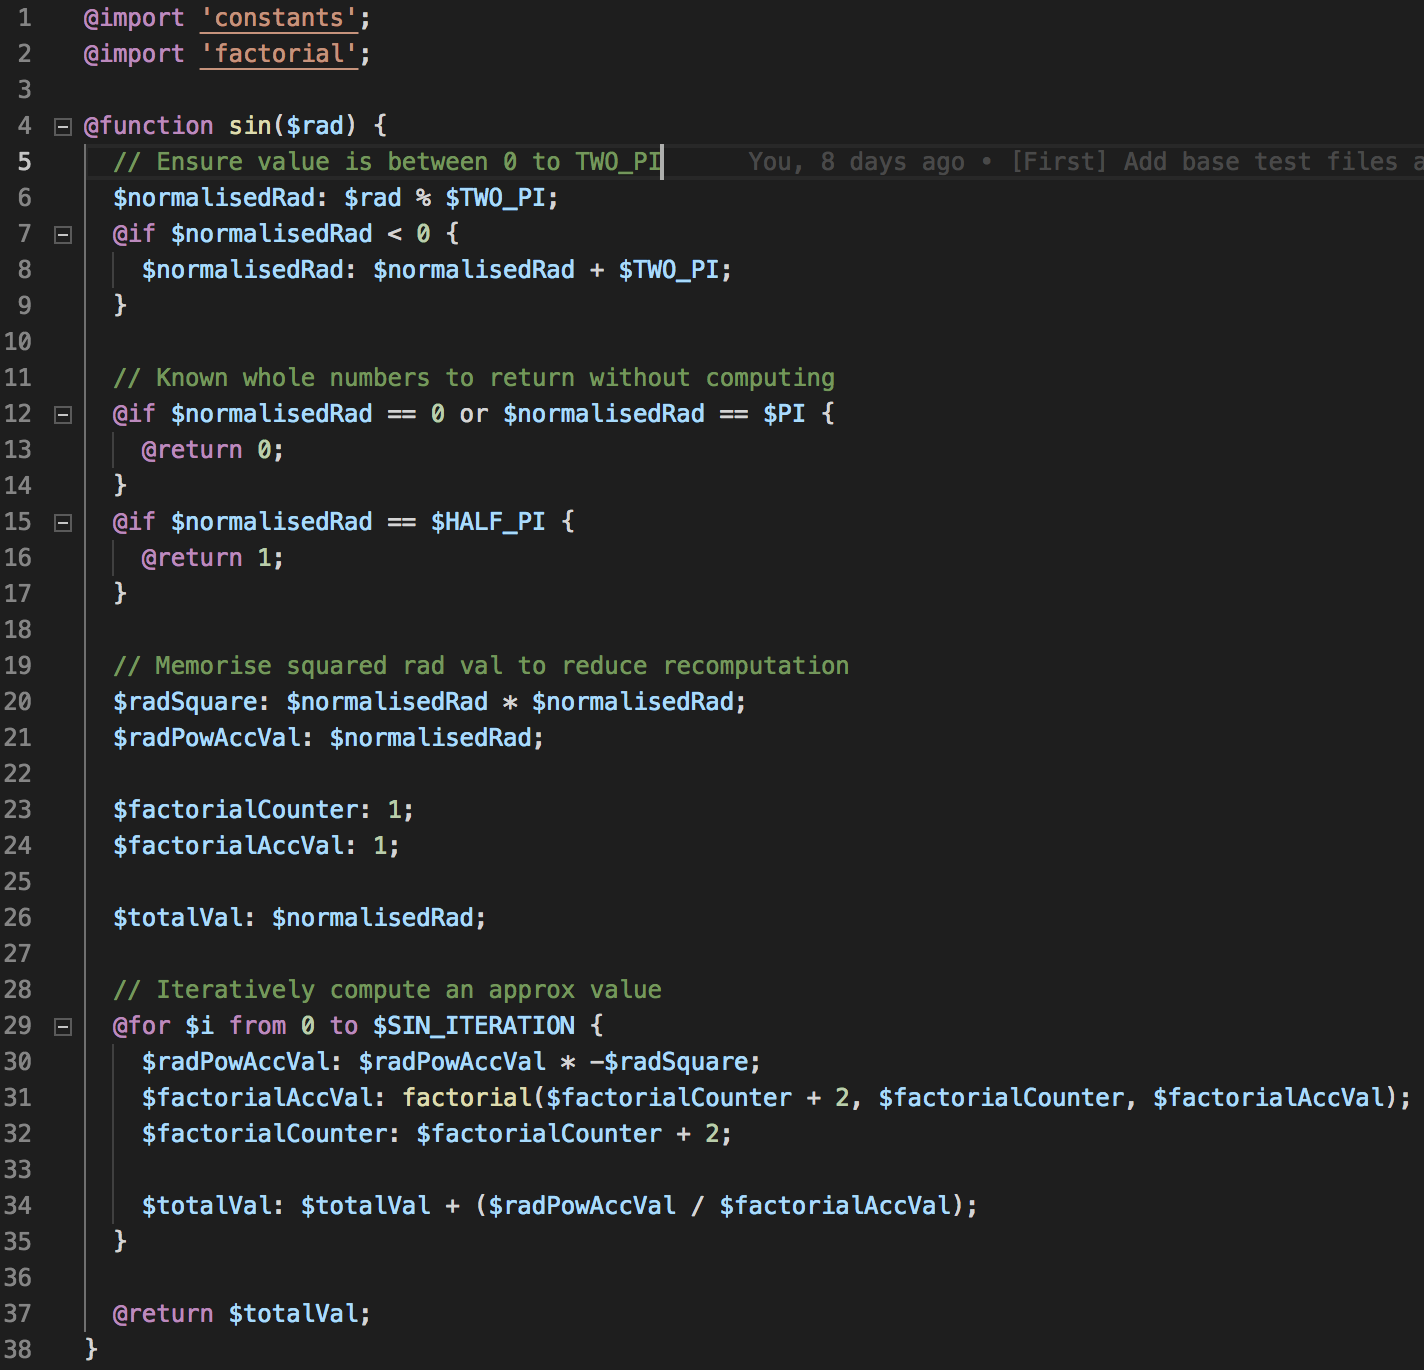 1 @import 'constants';
2 @import 'factorial';
3
4 @function sin($rad) {
5 // Ensure value is between 0 to TWO_PI You, 8 days ago • [First] Add base test files a
6 $normalisedRad: $rad % $TWO_PI;
7 @if $normalisedRad < 0 {
8 $normalisedRad: $normalisedRad + $TWO_PI;
9 }
10
11 // Known whole numbers to return without computing
12 @if $normalisedRad == 0 or $normalisedRad == $PI {
13 @return 0;
14 }
15 @if $normalisedRad == $HALF_PI {
16 @return 1;
17 }
18
19 // Memorise squared rad val to reduce recomputation
20 $radSquare: $normalisedRad * $normalisedRad;
21 $radPowAccVal: $normalisedRad;
22
23 $factorialCounter: 1;
24 $factorialAccVal: 1;
25
26 $totalVal: $normalisedRad;
27
28 // Iteratively compute an approx value
29 @for $i from 0 to $SIN_ITERATION {
30 $radPowAccVal: $radPowAccVal * -$radSquare;
31 $factorialAccVal: factorial($factorialCounter + 2, $factorialCounter, $factorialAccVal);
32 $factorialCounter: $factorialCounter + 2;
33
34 $totalVal: $totalVal + ($radPowAccVal / $factorialAccVal);
35 }
36
37 @return $totalVal;
38 }